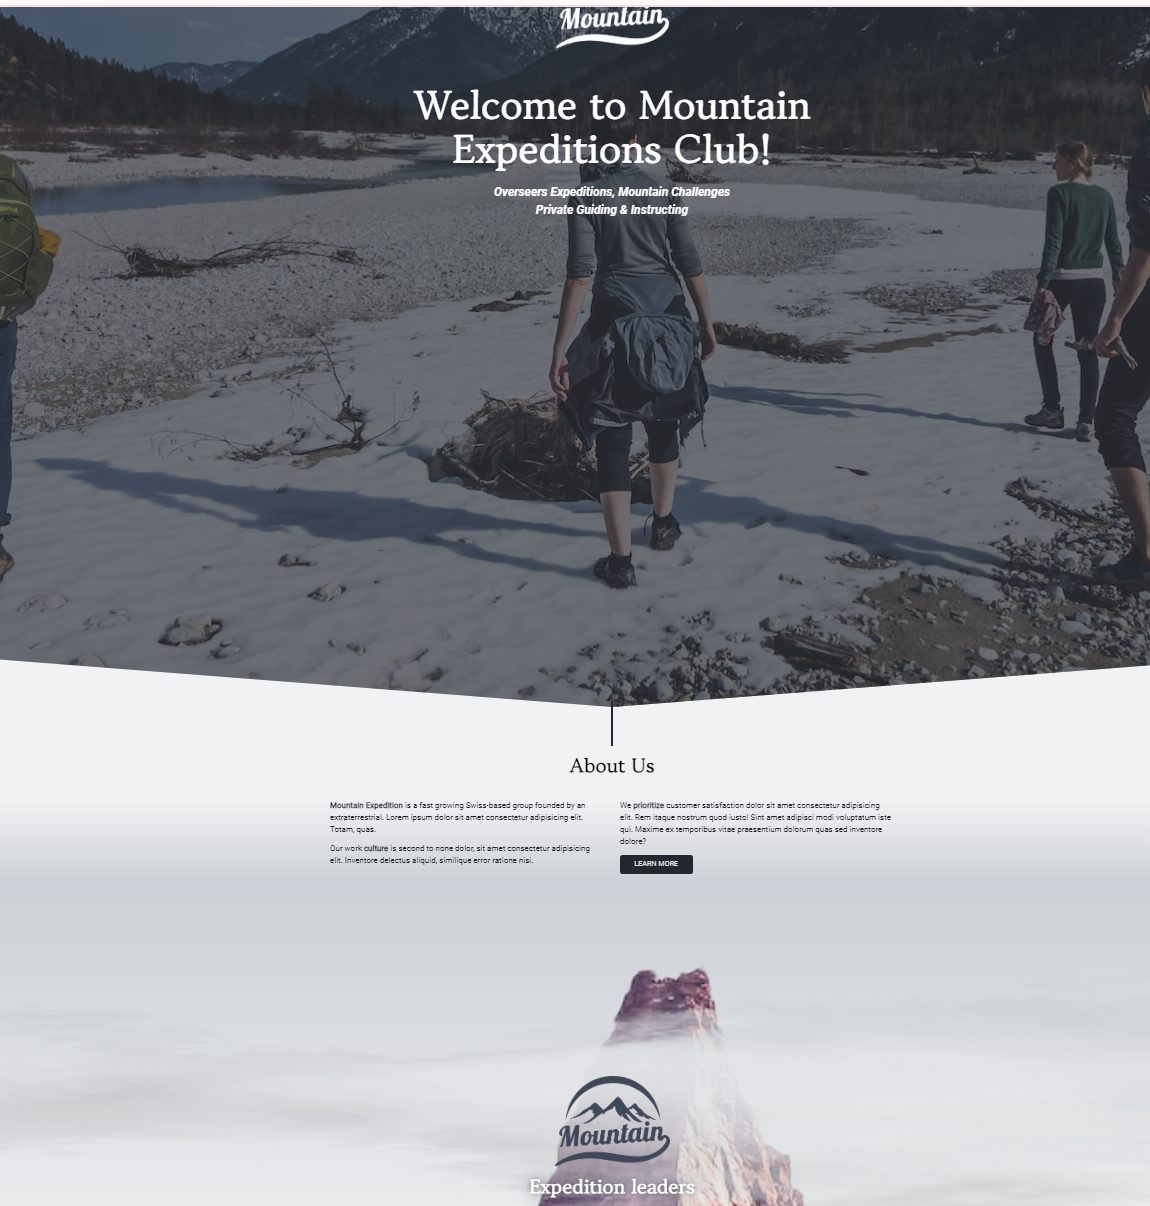 Mountain
Welcome to Mountain
Expeditions Club!
Overseers Expeditions, Mountain Challenges
Private Guiding & Instructing
About Us
Mountain Expedition is a fast growing Swiss-based group founded by an
extraterrestrial. Lorem ipsum dolor sit amet consectetur adipisicing elit.
Totam, quas.
Our work culture is second to none dolor, sit amet consectetur adipisicing
elit. Inventore delectus aliquid, similique error ratione nisi.
We prioritize customer satisfaction dolor sit amet consectetur adipisicing
elit. Rem itaque nostrum quod iusto! Sint amet adipisci modi voluptatum iste
qui. Maxime ex temporibus vitae praesentium dolorum quas sed inventore
dolore?
LEARN MORE
Mountain
Expedition leaders